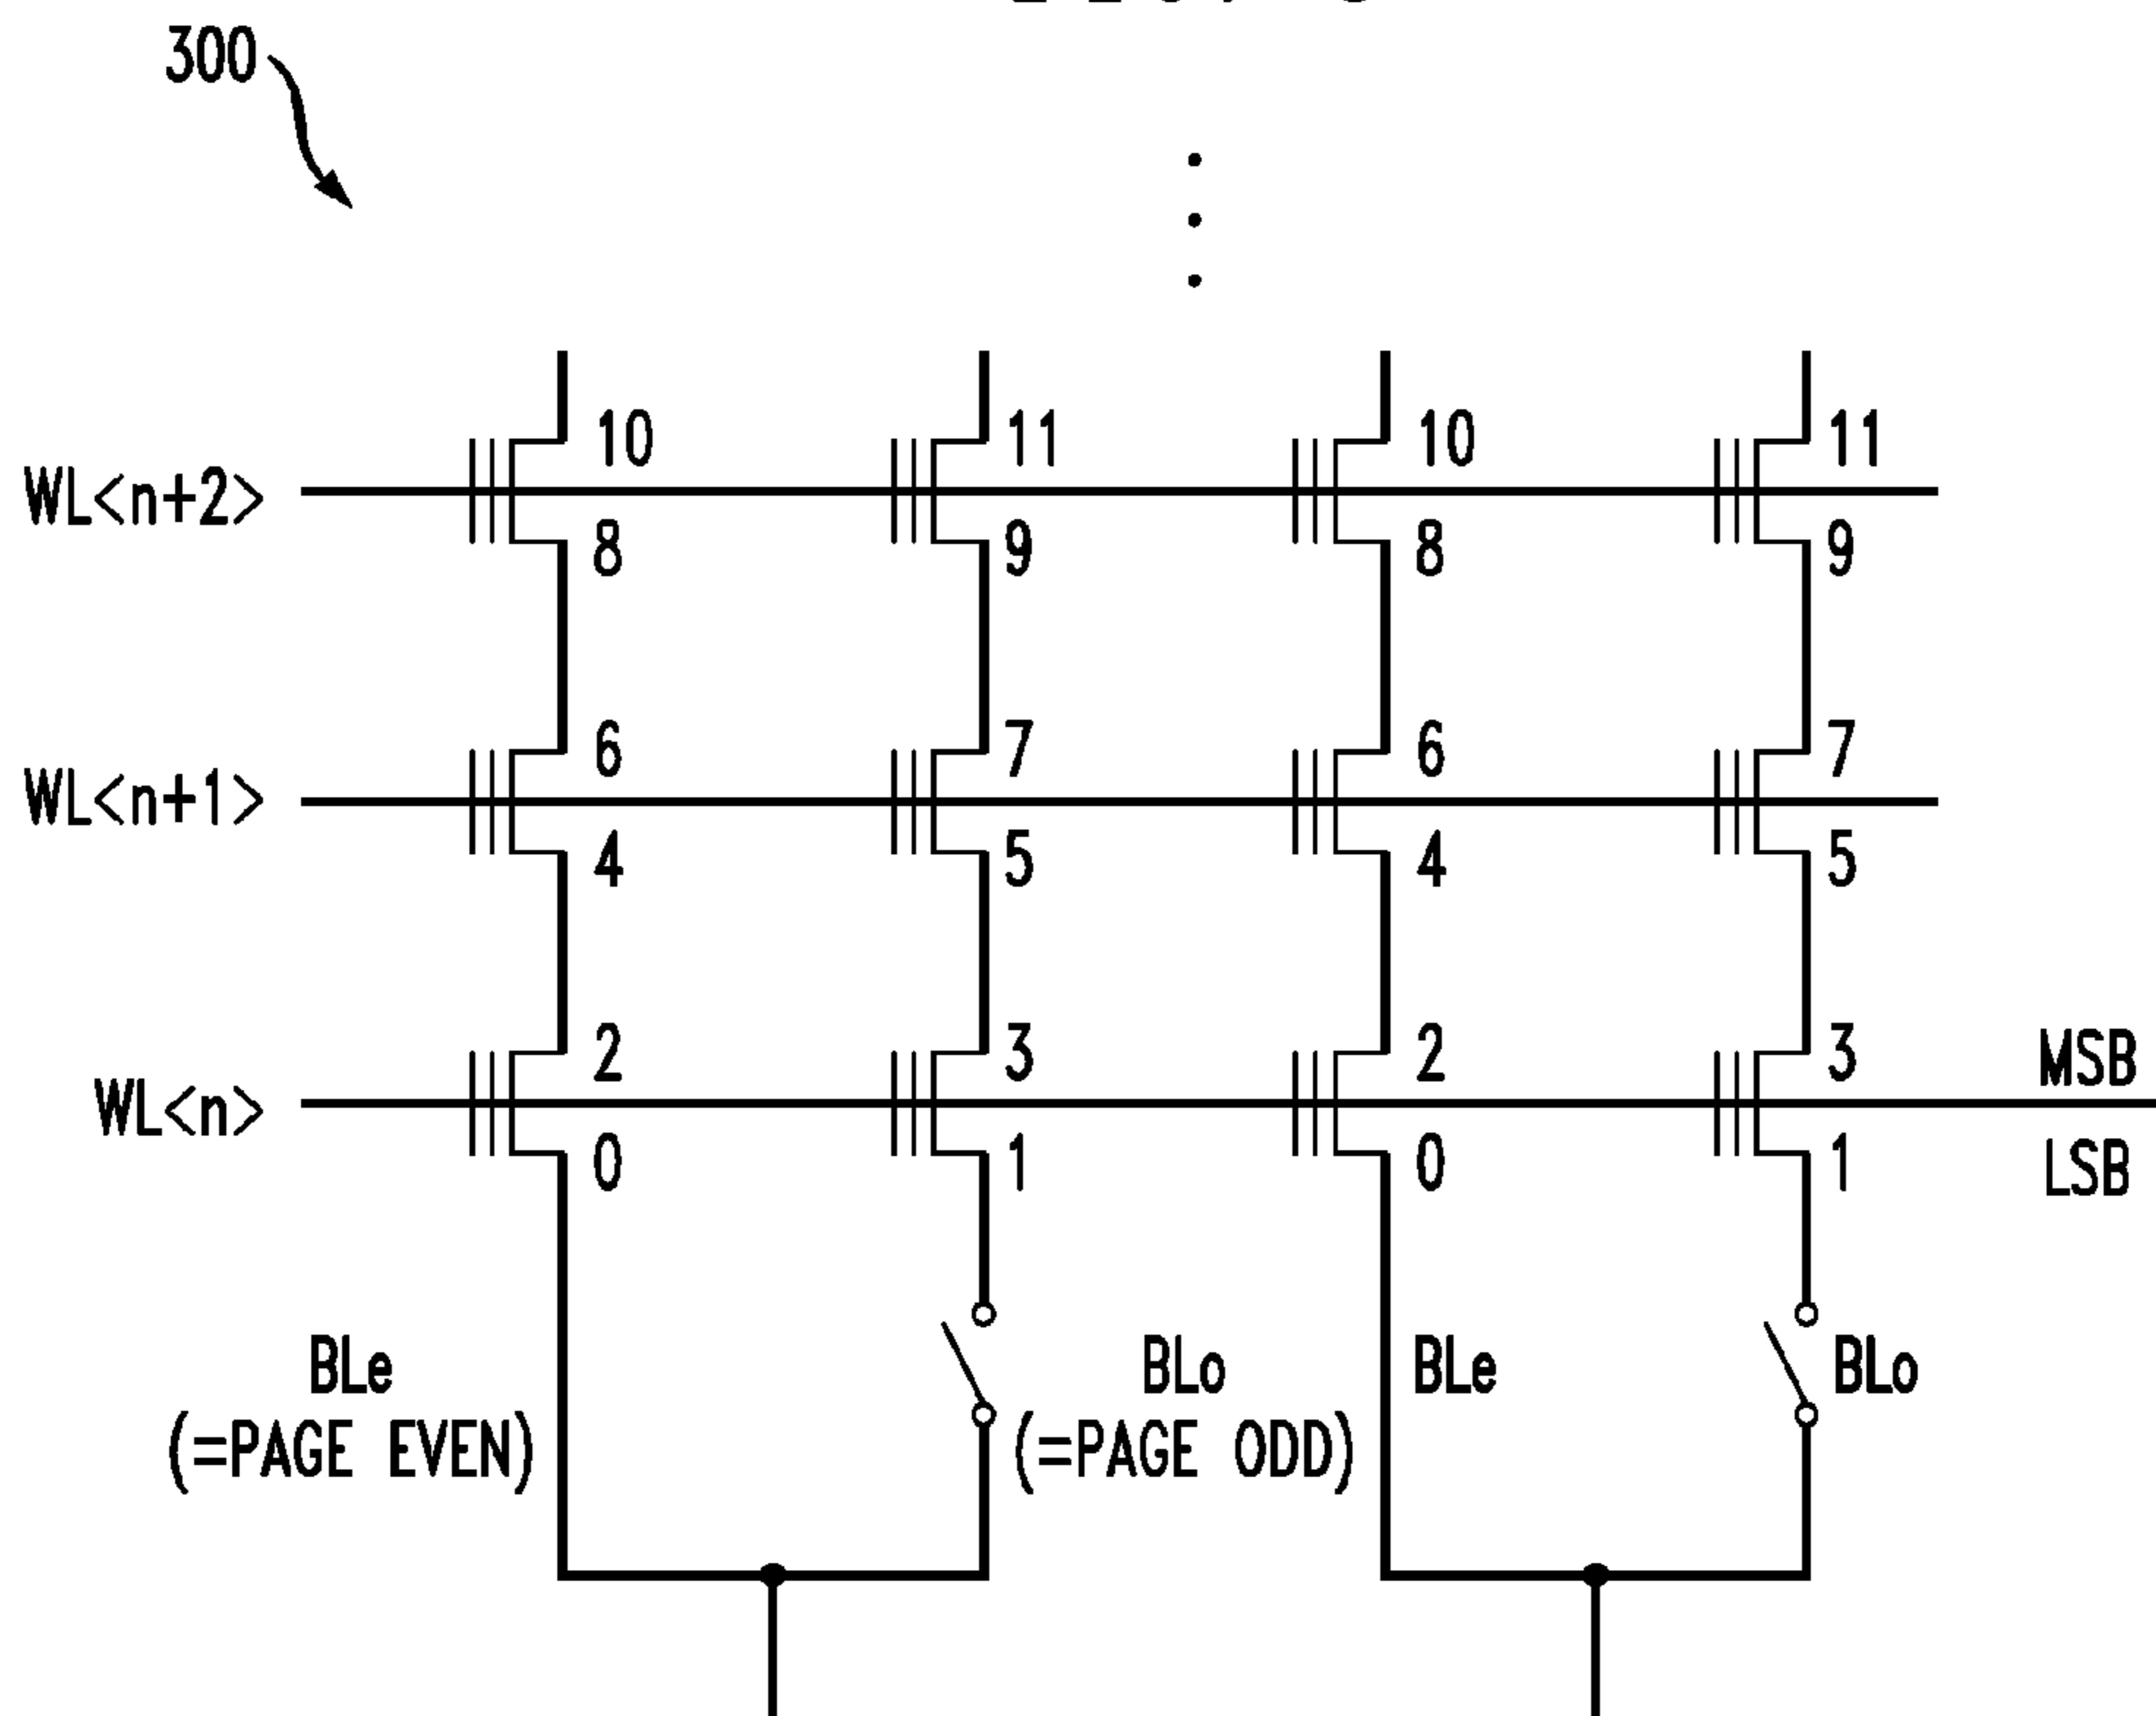 300
10 11 10 11
WL<n+2>
8 9 8 9
6 7 6 7
WL<n+1>
4 5 4 5
2 3 2 3 MSB
WL<n>
0 1 0 1 LSB
BLe BLo BLe BLo
(=PAGE EVEN) (=PAGE ODD)